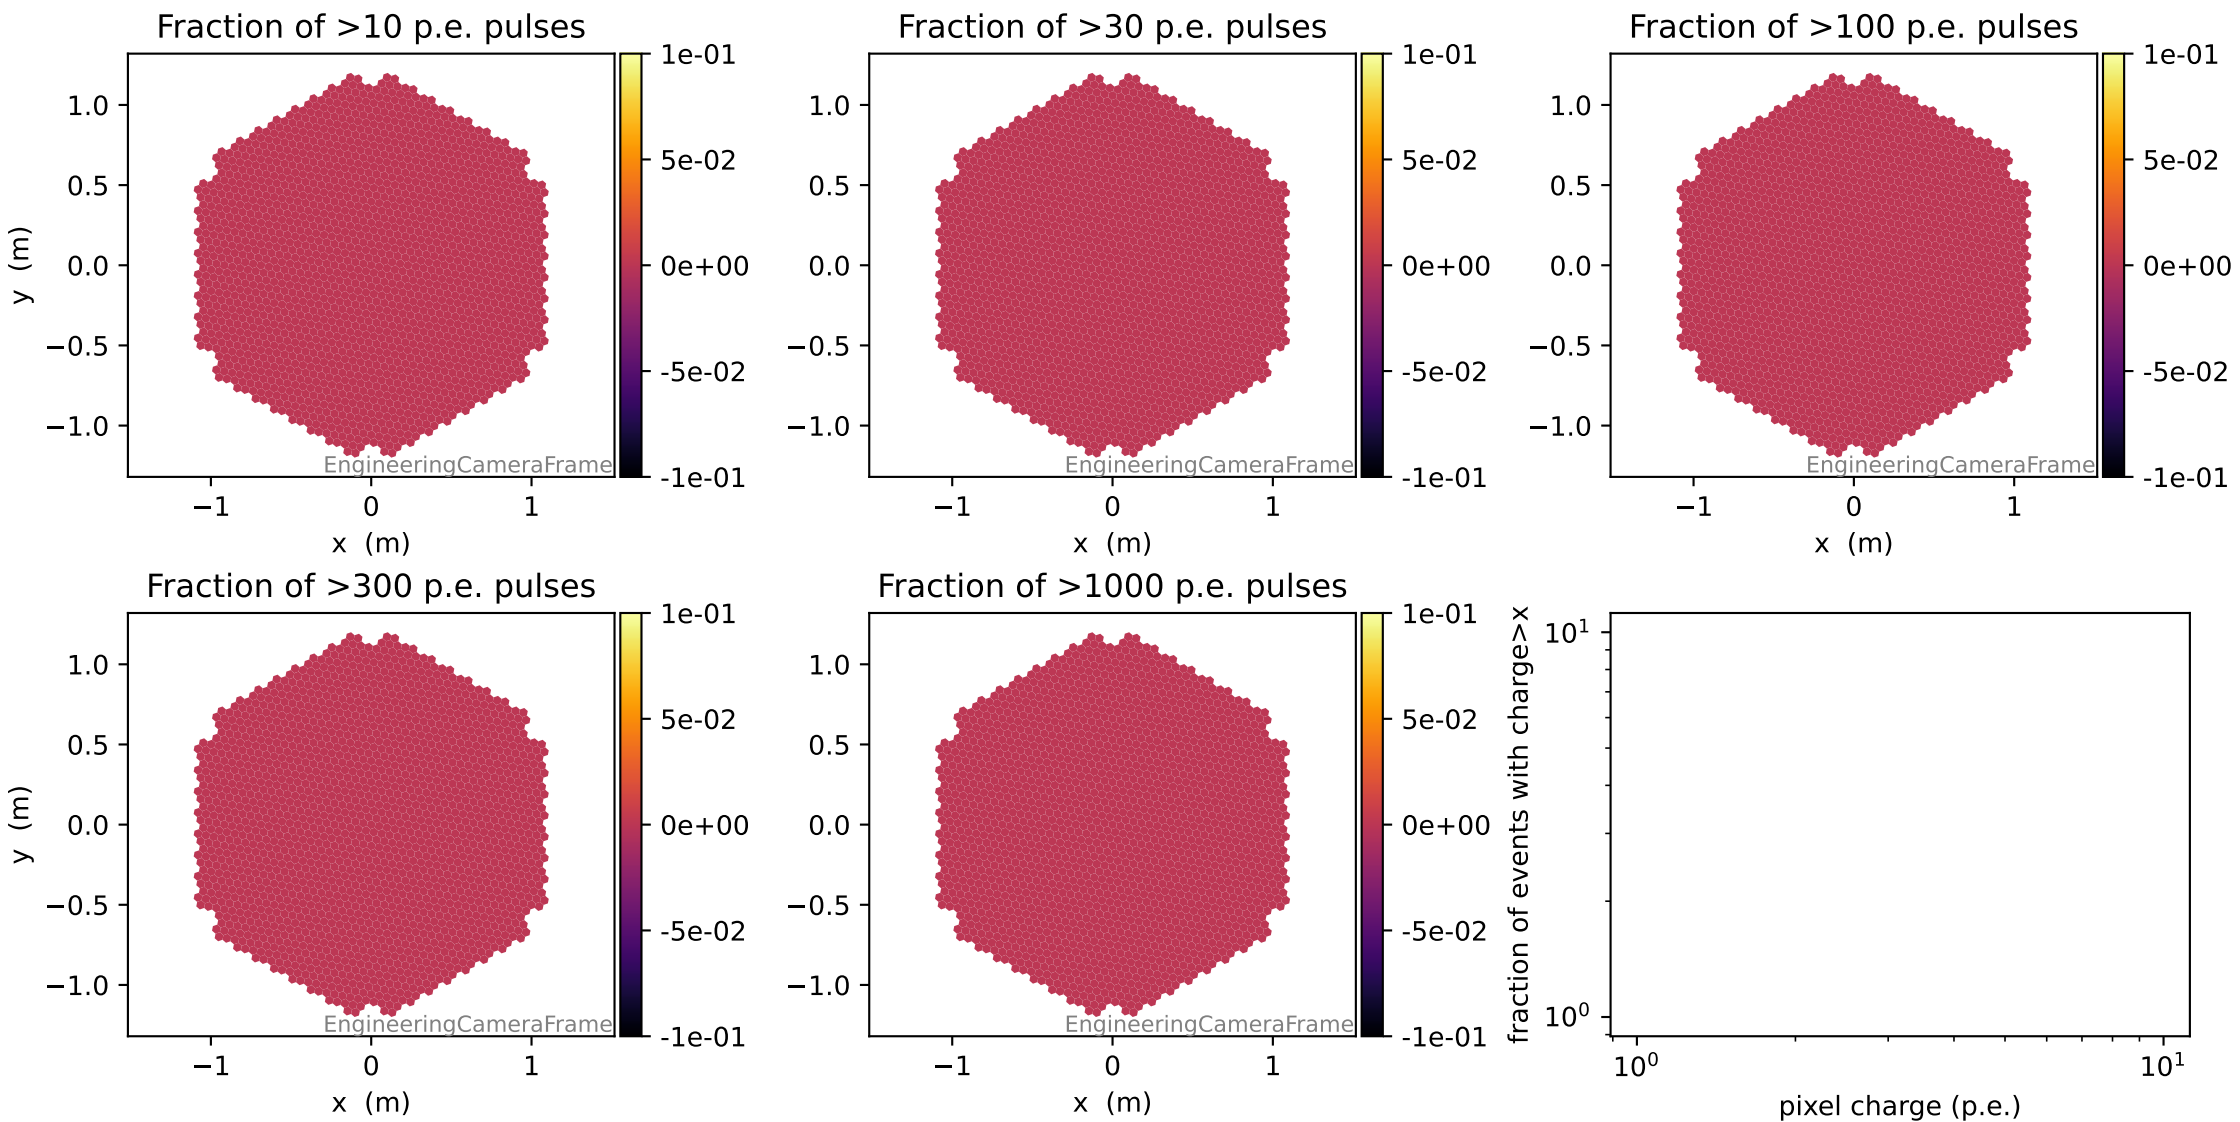 Fraction of >10 p.e. pulses
Fraction of >30 p.e. pulses
Fraction of >100 p.e. pulses
y (m)
1.0
0.5
0.0
−0.5
−1.0
EngineeringCameraFrame
−1 0 1
x (m)
1e-01
5e-02
0e+00
-5e-02
-1e-01
1.0
0.5
0.0
−0.5
−1.0
EngineeringCameraFrame
−1 0 1
x (m)
1e-01
5e-02
0e+00
-5e-02
-1e-01
1.0
0.5
0.0
−0.5
−1.0
EngineeringCameraFrame
−1 0 1
x (m)
1e-01
5e-02
0e+00
-5e-02
-1e-01
Fraction of >300 p.e. pulses
Fraction of >1000 p.e. pulses
y (m)
1.0
0.5
0.0
−0.5
−1.0
EngineeringCameraFrame
−1 0 1
x (m)
1e-01
5e-02
0e+00
-5e-02
-1e-01
1.0
0.5
0.0
−0.5
−1.0
EngineeringCameraFrame
−1 0 1
x (m)
1e-01
5e-02
0e+00
-5e-02
-1e-01
fraction of events with charge>x
10¹
10⁰
10⁰ 10¹
pixel charge (p.e.)